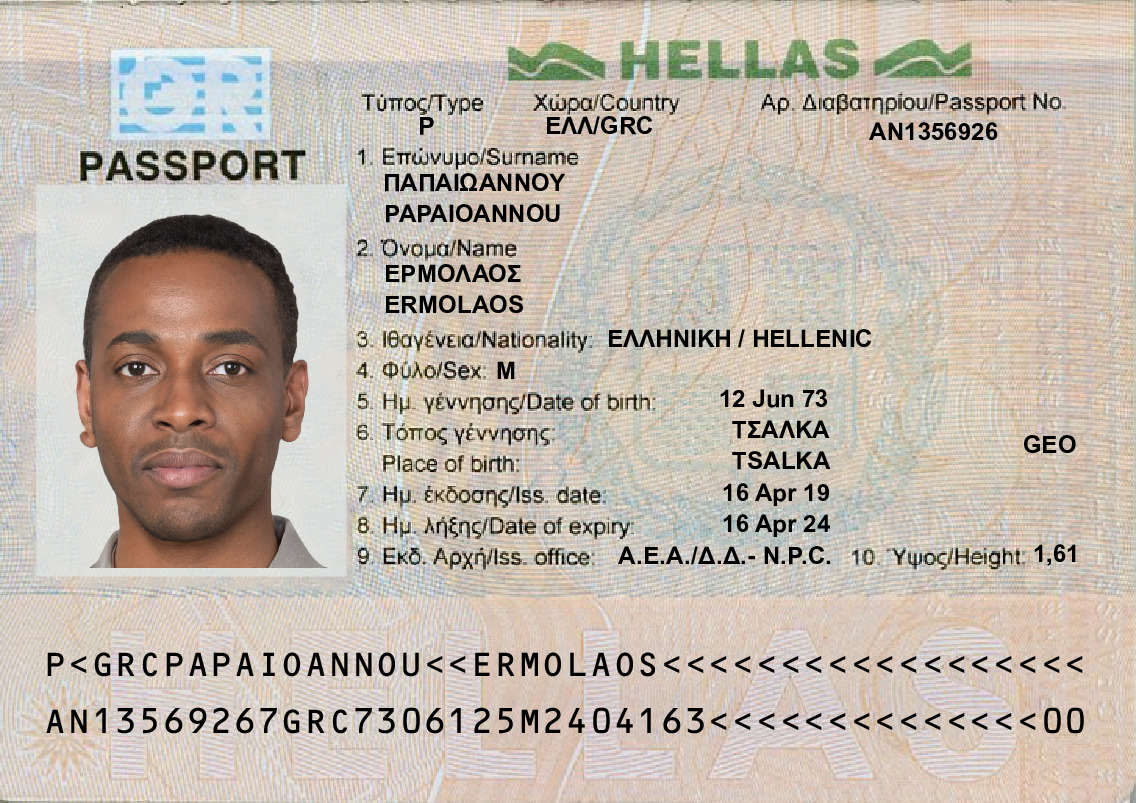 GR
HELLAS
PASSPORT
Τύπος/Type Χώρα/Country Αρ. Διαβατηρίου/Passport No.
P ΕΛΛ/GRC AN1356926
1. Επώνυμο/Surname
ΠΑΠΑΙΩΑΝΝΟΥ
PAPAIOANNOU
2. Όνομα/Name
ΕΡΜΟΛΑΟΣ
ERMOLAOS
3. Ιθαγένεια/Nationality: ΕΛΛΗΝΙΚΗ / HELLENIC
4. Φύλο/Sex: M
5. Ημ. γέννησης/Date of birth: 12 Jun 73
6. Τόπος γέννησης: ΤΣΑΛΚΑ
Place of birth: TSALKA GEO
7. Ημ. έκδοσης/Iss. date: 16 Apr 19
8. Ημ. λήξης/Date of expiry: 16 Apr 24
9 Εκδ. Αρχή/Iss. office: Α.Ε.Α./Δ.Δ.- N.P.C. 10. Ύψος/Height: 1,61
HELLAS
P<GRCPAPAIOANNOU<<ERMOLAOS<<<<<<<<<<<<<<<<<<
AN13569267GRC7306125M2404163<<<<<<<<<<<<<<00